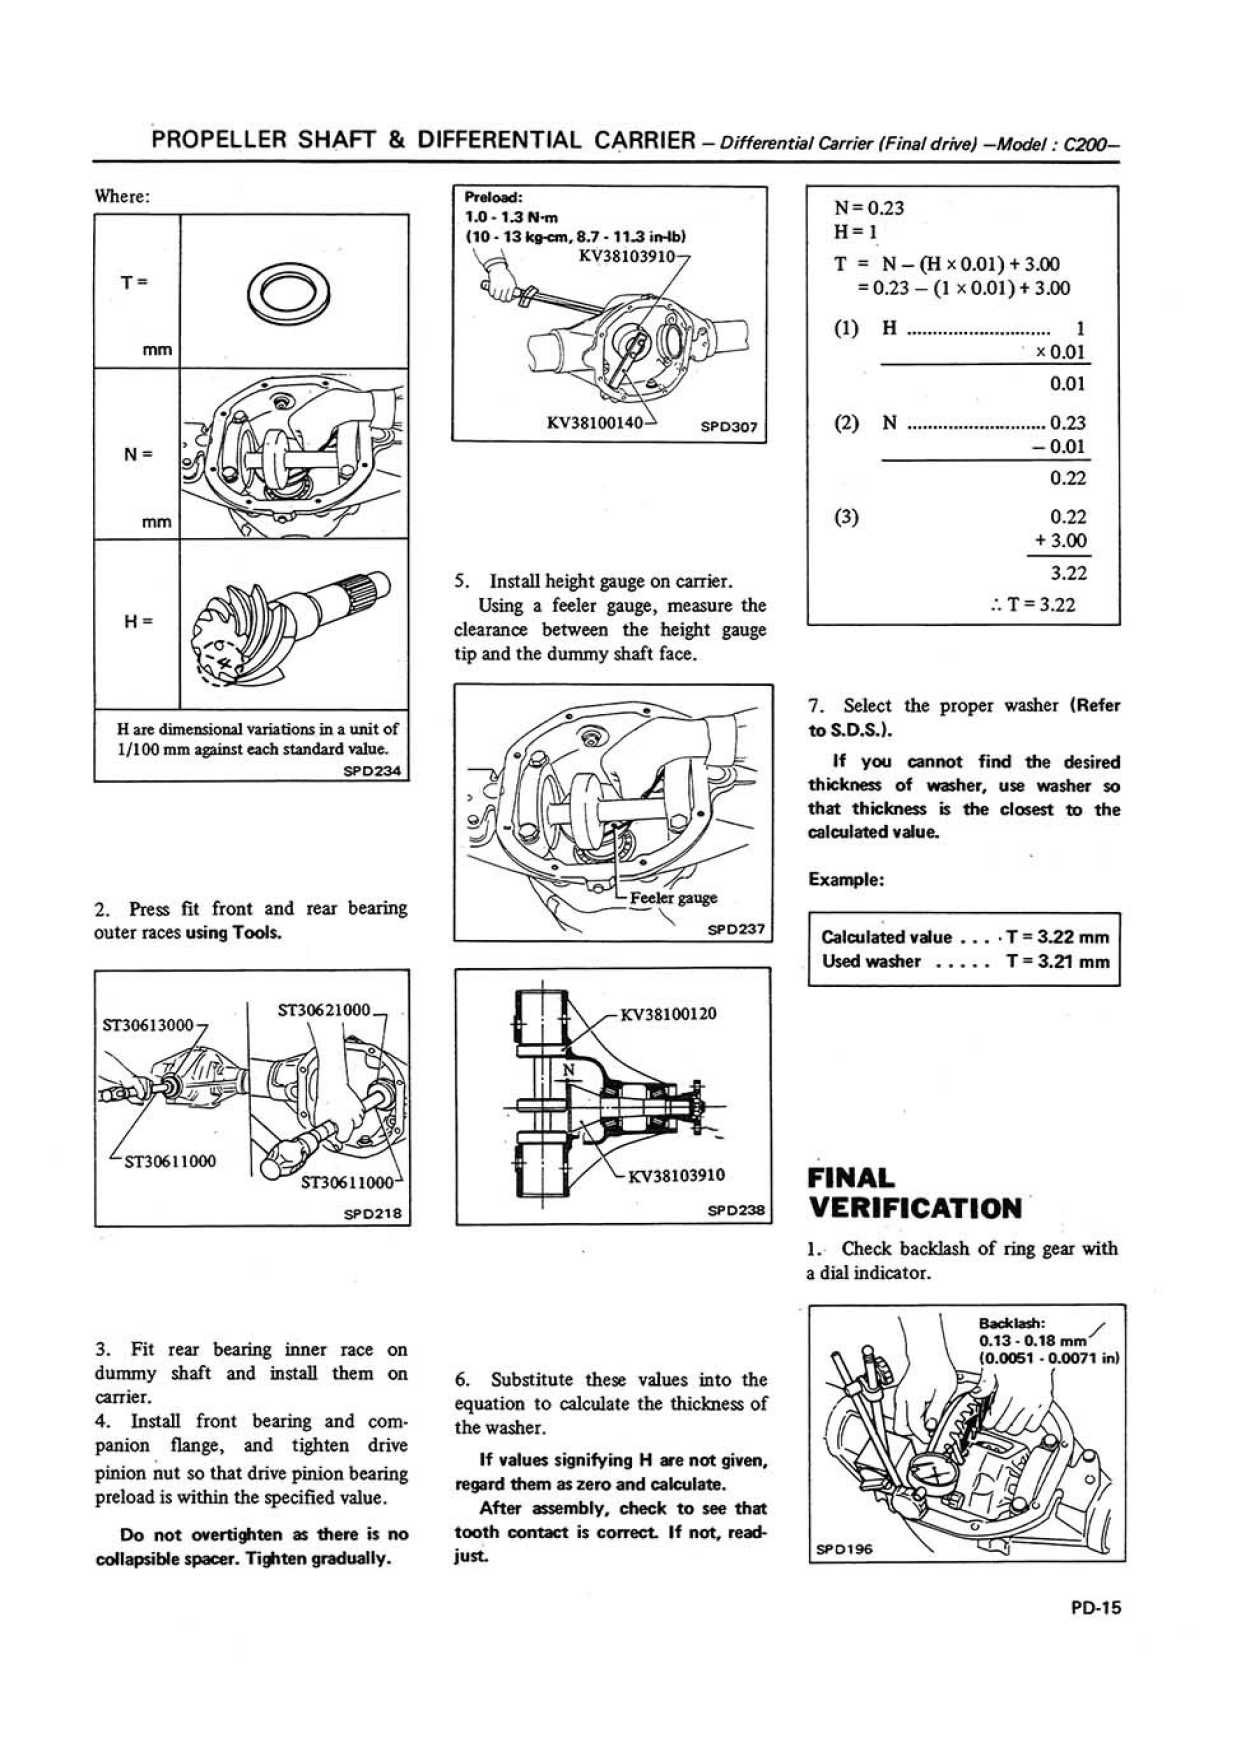 PROPELLER SHAFT & DIFFERENTIAL CARRIER – Differential Carrier (Final drive) –Model : C200–
Where:
T =
mm
N =
mm
H =
-4
H are dimensional variations in a unit of
1/100 mm against each standard value.
SPD234
2. Press fit front and rear bearing
outer races using Tools.
ST30613000
ST30621000
ST30611000
ST30611000
SPD218
3. Fit rear bearing inner race on
dummy shaft and install them on
carrier.
4. Install front bearing and com-
panion flange, and tighten drive
pinion nut so that drive pinion bearing
preload is within the specified value.
Do not overtighten as there is no
collapsible spacer. Tighten gradually.
Preload:
1.0 - 1.3 N·m
(10 - 13 kg-cm, 8.7 - 11.3 in-lb)
KV38103910
KV38100140
SPD307
5. Install height gauge on carrier.
Using a feeler gauge, measure the
clearance between the height gauge
tip and the dummy shaft face.
Feeler gauge
SPD237
KV38100120
N
KV38103910
SPD238
6. Substitute these values into the
equation to calculate the thickness of
the washer.
If values signifying H are not given,
regard them as zero and calculate.
After assembly, check to see that
tooth contact is correct. If not, read-
just.
N = 0.23
H = 1
T = N – (H x 0.01) + 3.00
= 0.23 – (1 x 0.01) + 3.00
(1) H ............................ 1
x 0.01
0.01
(2) N ........................... 0.23
– 0.01
0.22
(3) 0.22
+ 3.00
3.22
∴ T = 3.22
7. Select the proper washer (Refer
to S.D.S.).
If you cannot find the desired
thickness of washer, use washer so
that thickness is the closest to the
calculated value.
Example:
Calculated value . . . . T = 3.22 mm
Used washer . . . . . T = 3.21 mm
FINAL
VERIFICATION
1. Check backlash of ring gear with
a dial indicator.
Backlash:
0.13 - 0.18 mm
(0.0051 - 0.0071 in)
SPD196
PD-15